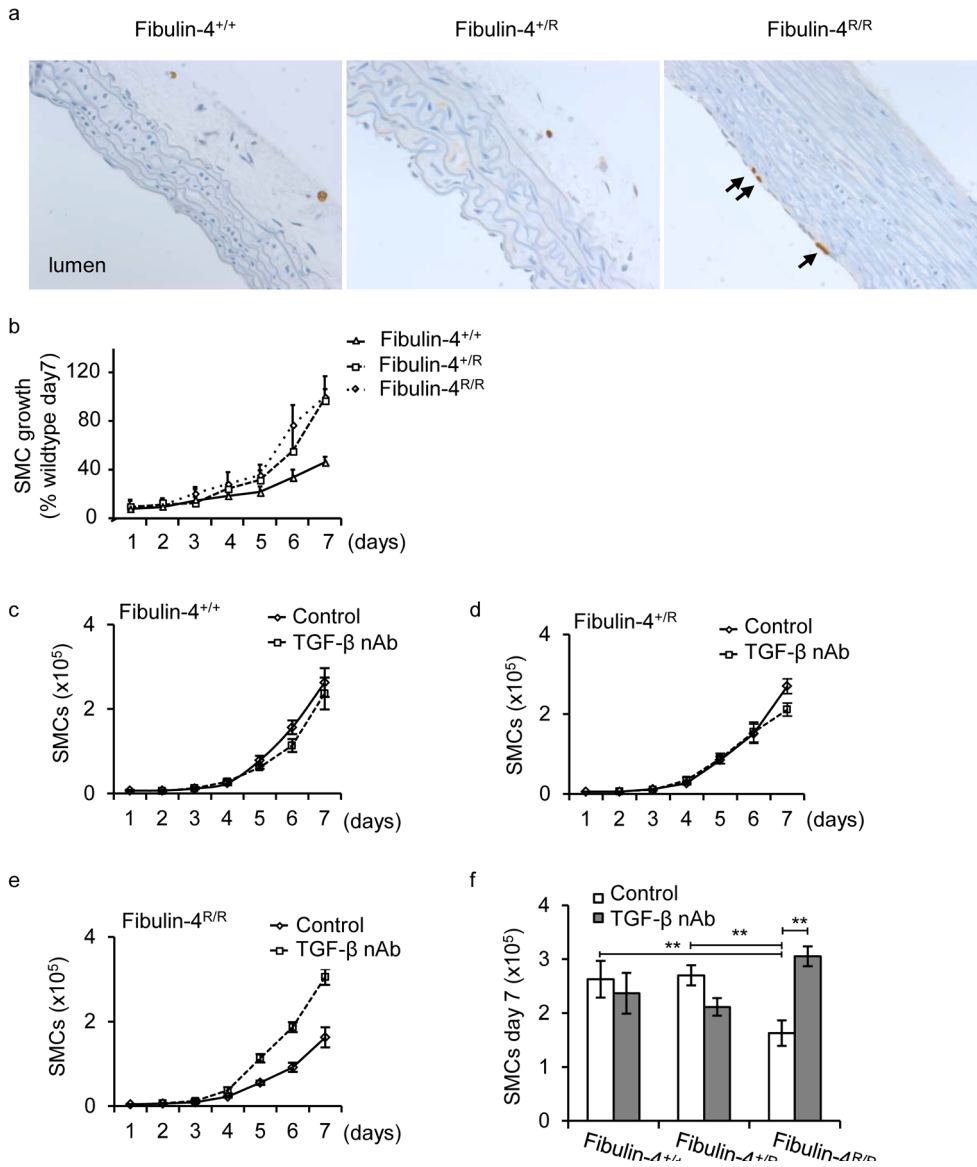 a
Fibulin-4+/+
Fibulin-4+/R
Fibulin-4R/R
lumen
b
SMC growth
(% wildtype day7)
120
80
40
0
1 2 3 4 5 6 7 (days)
Fibulin-4+/+
Fibulin-4+/R
Fibulin-4R/R
c
Fibulin-4+/+
Control
TGF-β nAb
SMCs (x10⁵)
4
2
0
1 2 3 4 5 6 7 (days)
d
Fibulin-4+/R
Control
TGF-β nAb
SMCs (x10⁵)
4
2
0
1 2 3 4 5 6 7 (days)
e
Fibulin-4R/R
Control
TGF-β nAb
SMCs (x10⁵)
4
2
0
1 2 3 4 5 6 7 (days)
f
Control
TGF-β nAb
SMCs day 7 (x10⁵)
4
3
2
1
0
**
**
**
Fibulin-4+/+
Fibulin-4+/R
Fibulin-4R/R